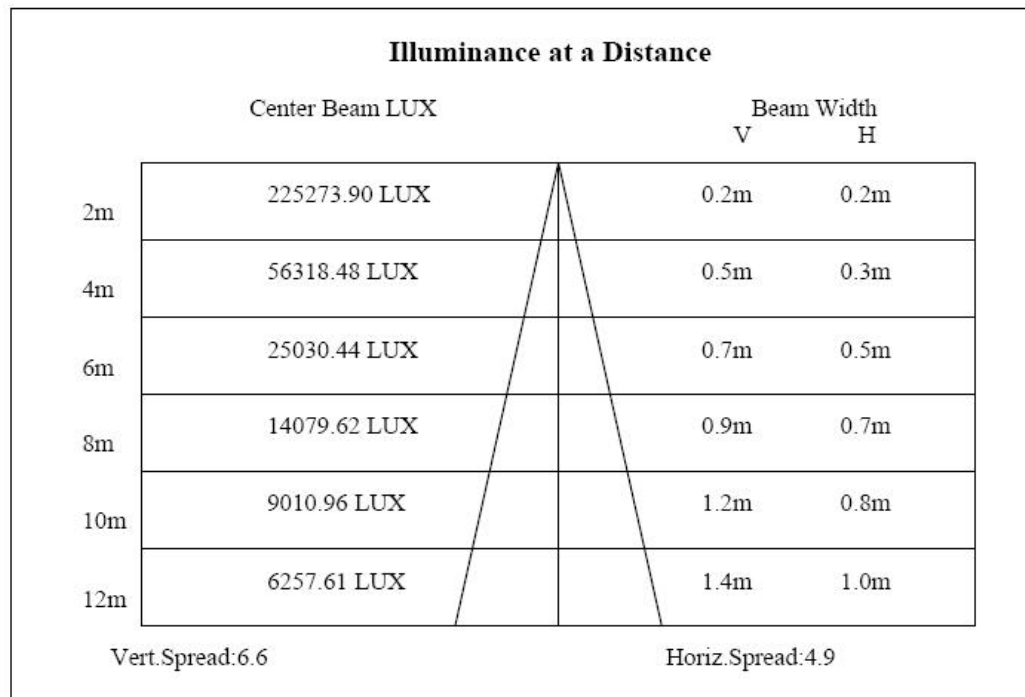 Illuminance at a Distance
Center Beam LUX Beam Width
V H
2m 225273.90 LUX 0.2m 0.2m
4m 56318.48 LUX 0.5m 0.3m
6m 25030.44 LUX 0.7m 0.5m
8m 14079.62 LUX 0.9m 0.7m
10m 9010.96 LUX 1.2m 0.8m
12m 6257.61 LUX 1.4m 1.0m
Vert.Spread:6.6 Horiz.Spread:4.9